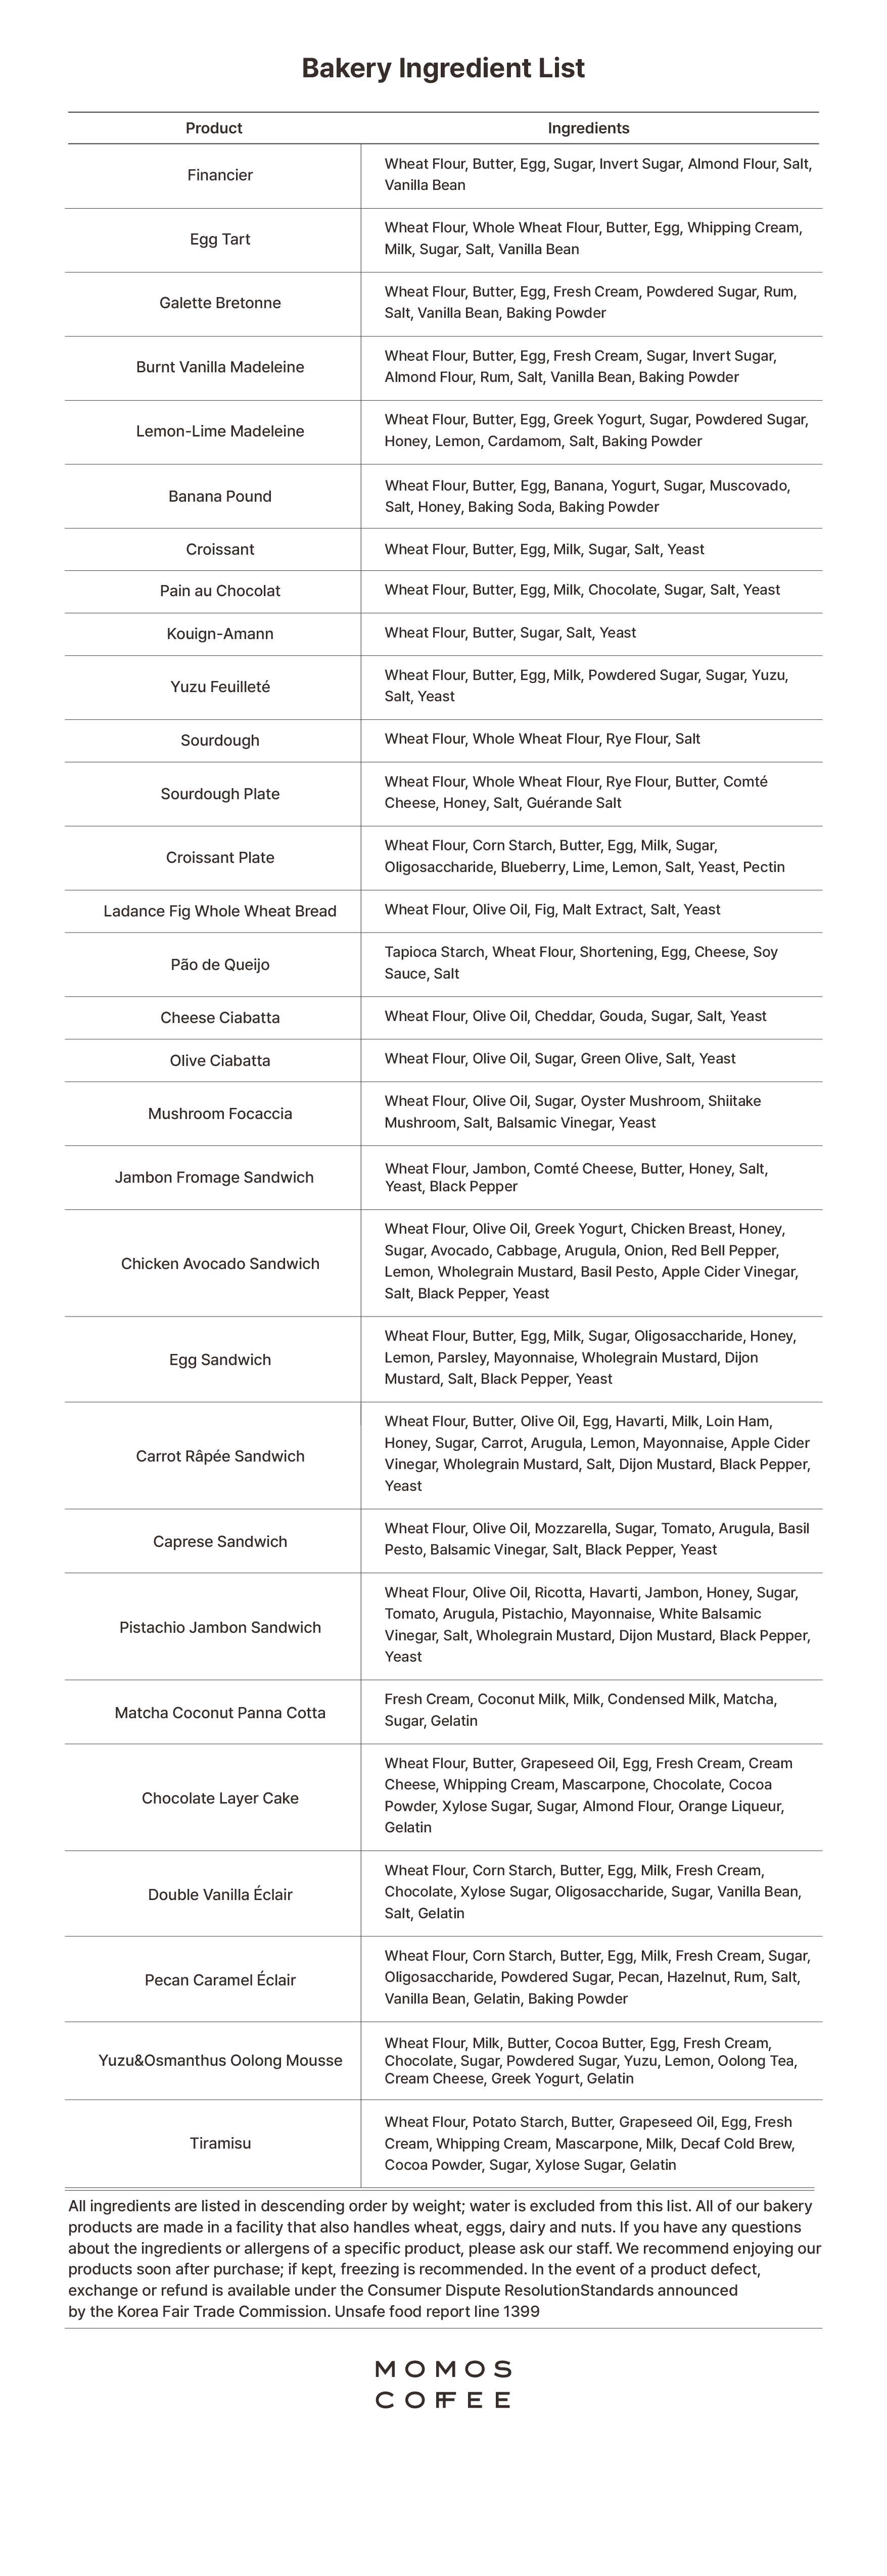 Bakery Ingredient List
Product Ingredients
Financier
Wheat Flour, Butter, Egg, Sugar, Invert Sugar, Almond Flour, Salt,
Vanilla Bean
Egg Tart
Wheat Flour, Whole Wheat Flour, Butter, Egg, Whipping Cream,
Milk, Sugar, Salt, Vanilla Bean
Galette Bretonne
Wheat Flour, Butter, Egg, Fresh Cream, Powdered Sugar, Rum,
Salt, Vanilla Bean, Baking Powder
Burnt Vanilla Madeleine
Wheat Flour, Butter, Egg, Fresh Cream, Sugar, Invert Sugar,
Almond Flour, Rum, Salt, Vanilla Bean, Baking Powder
Lemon-Lime Madeleine
Wheat Flour, Butter, Egg, Greek Yogurt, Sugar, Powdered Sugar,
Honey, Lemon, Cardamom, Salt, Baking Powder
Banana Pound
Wheat Flour, Butter, Egg, Banana, Yogurt, Sugar, Muscovado,
Salt, Honey, Baking Soda, Baking Powder
Croissant
Wheat Flour, Butter, Egg, Milk, Sugar, Salt, Yeast
Pain au Chocolat
Wheat Flour, Butter, Egg, Milk, Chocolate, Sugar, Salt, Yeast
Kouign-Amann
Wheat Flour, Butter, Sugar, Salt, Yeast
Yuzu Feuilleté
Wheat Flour, Butter, Egg, Milk, Powdered Sugar, Sugar, Yuzu,
Salt, Yeast
Sourdough
Wheat Flour, Whole Wheat Flour, Rye Flour, Salt
Sourdough Plate
Wheat Flour, Whole Wheat Flour, Rye Flour, Butter, Comté
Cheese, Honey, Salt, Guérande Salt
Croissant Plate
Wheat Flour, Corn Starch, Butter, Egg, Milk, Sugar,
Oligosaccharide, Blueberry, Lime, Lemon, Salt, Yeast, Pectin
Ladance Fig Whole Wheat Bread
Wheat Flour, Olive Oil, Fig, Malt Extract, Salt, Yeast
Pão de Queijo
Tapioca Starch, Wheat Flour, Shortening, Egg, Cheese, Soy
Sauce, Salt
Cheese Ciabatta
Wheat Flour, Olive Oil, Cheddar, Gouda, Sugar, Salt, Yeast
Olive Ciabatta
Wheat Flour, Olive Oil, Sugar, Green Olive, Salt, Yeast
Mushroom Focaccia
Wheat Flour, Olive Oil, Sugar, Oyster Mushroom, Shiitake
Mushroom, Salt, Balsamic Vinegar, Yeast
Jambon Fromage Sandwich
Wheat Flour, Jambon, Comté Cheese, Butter, Honey, Salt,
Yeast, Black Pepper
Chicken Avocado Sandwich
Wheat Flour, Olive Oil, Greek Yogurt, Chicken Breast, Honey,
Sugar, Avocado, Cabbage, Arugula, Onion, Red Bell Pepper,
Lemon, Wholegrain Mustard, Basil Pesto, Apple Cider Vinegar,
Salt, Black Pepper, Yeast
Egg Sandwich
Wheat Flour, Butter, Egg, Milk, Sugar, Oligosaccharide, Honey,
Lemon, Parsley, Mayonnaise, Wholegrain Mustard, Dijon
Mustard, Salt, Black Pepper, Yeast
Carrot Râpée Sandwich
Wheat Flour, Butter, Olive Oil, Egg, Havarti, Milk, Loin Ham,
Honey, Sugar, Carrot, Arugula, Lemon, Mayonnaise, Apple Cider
Vinegar, Wholegrain Mustard, Salt, Dijon Mustard, Black Pepper,
Yeast
Caprese Sandwich
Wheat Flour, Olive Oil, Mozzarella, Sugar, Tomato, Arugula, Basil
Pesto, Balsamic Vinegar, Salt, Black Pepper, Yeast
Pistachio Jambon Sandwich
Wheat Flour, Olive Oil, Ricotta, Havarti, Jambon, Honey, Sugar,
Tomato, Arugula, Pistachio, Mayonnaise, White Balsamic
Vinegar, Salt, Wholegrain Mustard, Dijon Mustard, Black Pepper,
Yeast
Matcha Coconut Panna Cotta
Fresh Cream, Coconut Milk, Milk, Condensed Milk, Matcha,
Sugar, Gelatin
Chocolate Layer Cake
Wheat Flour, Butter, Grapeseed Oil, Egg, Fresh Cream, Cream
Cheese, Whipping Cream, Mascarpone, Chocolate, Cocoa
Powder, Xylose Sugar, Sugar, Almond Flour, Orange Liqueur,
Gelatin
Double Vanilla Éclair
Wheat Flour, Corn Starch, Butter, Egg, Milk, Fresh Cream,
Chocolate, Xylose Sugar, Oligosaccharide, Sugar, Vanilla Bean,
Salt, Gelatin
Pecan Caramel Éclair
Wheat Flour, Corn Starch, Butter, Egg, Milk, Fresh Cream, Sugar,
Oligosaccharide, Powdered Sugar, Pecan, Hazelnut, Rum, Salt,
Vanilla Bean, Gelatin, Baking Powder
Yuzu&Osmanthus Oolong Mousse
Wheat Flour, Milk, Butter, Cocoa Butter, Egg, Fresh Cream,
Chocolate, Sugar, Powdered Sugar, Yuzu, Lemon, Oolong Tea,
Cream Cheese, Greek Yogurt, Gelatin
Tiramisu
Wheat Flour, Potato Starch, Butter, Grapeseed Oil, Egg, Fresh
Cream, Whipping Cream, Mascarpone, Milk, Decaf Cold Brew,
Cocoa Powder, Sugar, Xylose Sugar, Gelatin
All ingredients are listed in descending order by weight; water is excluded from this list. All of our bakery
products are made in a facility that also handles wheat, eggs, dairy and nuts. If you have any questions
about the ingredients or allergens of a specific product, please ask our staff. We recommend enjoying our
products soon after purchase; if kept, freezing is recommended. In the event of a product defect,
exchange or refund is available under the Consumer Dispute ResolutionStandards announced
by the Korea Fair Trade Commission. Unsafe food report line 1399
MOMOS
COFFEE